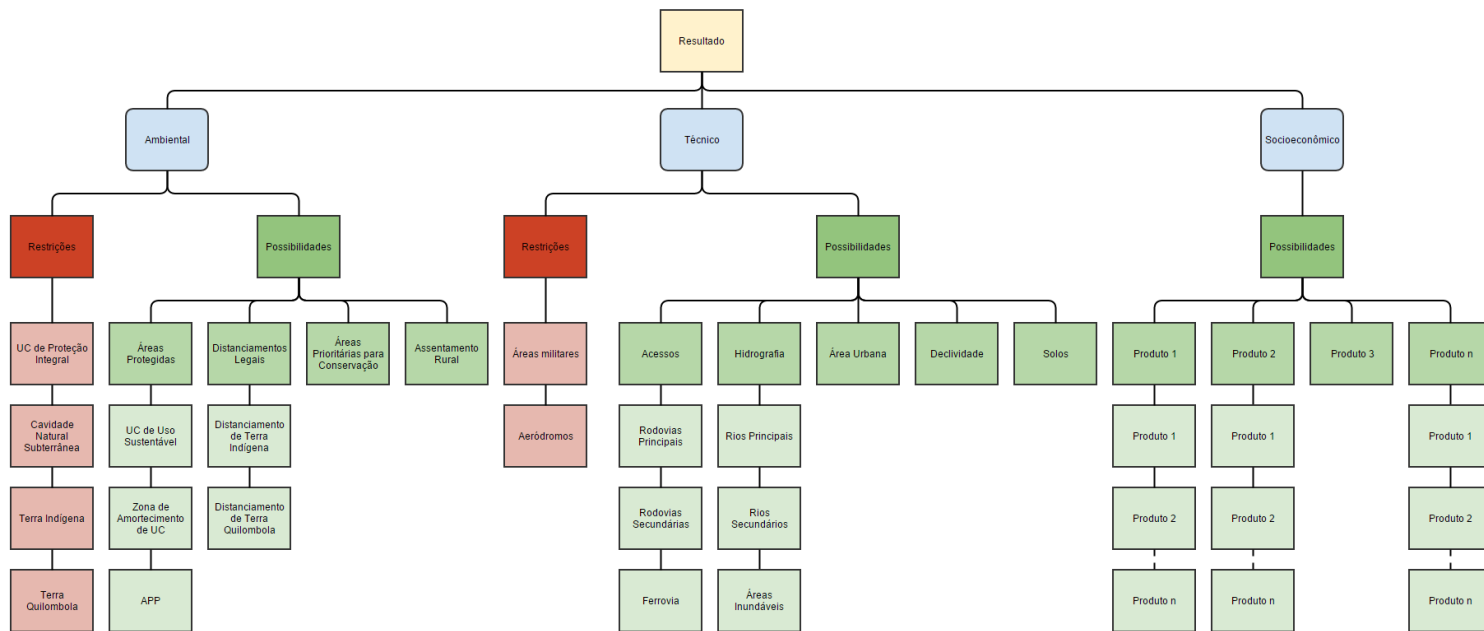 Resultado
Ambiental
Técnico
Socioeconômico
Restrições
Possibilidades
Restrições
Possibilidades
Possibilidades
UC de Proteção
Integral
Áreas
Protegidas
Distanciamentos
Legais
Áreas
Prioritárias para
Conservação
Assentamento
Rural
Áreas militares
Acessos
Hidrografia
Área Urbana
Declividade
Solos
Produto 1
Produto 2
Produto 3
Produto n
Cavidade
Natural
Subterrânea
UC de Uso
Sustentável
Distanciamento
de Terra
Indígena
Aeródromos
Rodovias
Principais
Rios Principais
Produto 1
Produto 1
Produto 1
Terra Indígena
Zona de
Amortecimento
de UC
Distanciamento
de Terra
Quilombola
Rodovias
Secundárias
Rios
Secundários
Produto 2
Produto 2
Produto 2
Terra
Quilombola
APP
Ferrovia
Áreas
Inundáveis
Produto n
Produto n
Produto n